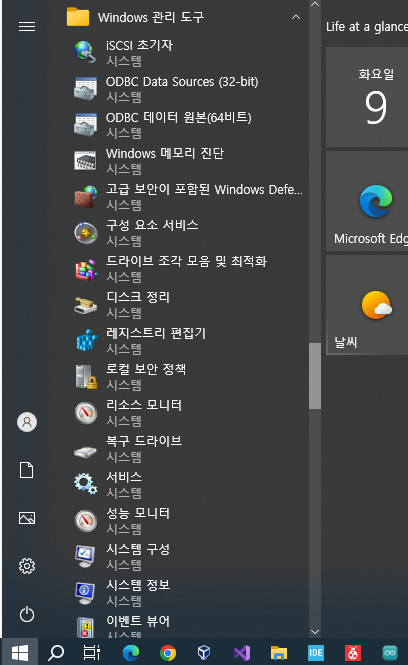 Windows 관리 도구
Life at a glance
iSCSI 초기자
시스템
ODBC Data Sources (32-bit)
시스템
화요일
9
ODBC 데이터 원본(64비트)
시스템
Windows 메모리 진단
시스템
고급 보안이 포함된 Windows Defe...
시스템
구성 요소 서비스
시스템
Microsoft Edg
드라이브 조각 모음 및 최적화
시스템
디스크 정리
시스템
레지스트리 편집기
시스템
날씨
로컬 보안 정책
시스템
리소스 모니터
시스템
복구 드라이브
시스템
서비스
시스템
성능 모니터
시스템
시스템 구성
시스템
시스템 정보
시스템
이벤트 뷰어
시스템
IDE